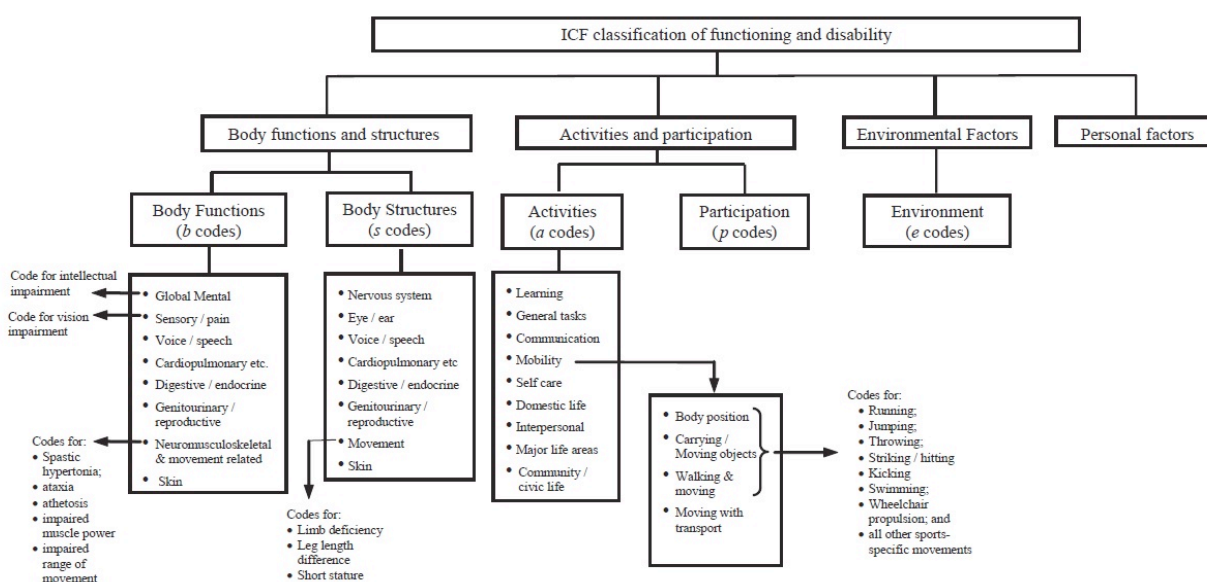 ICF classification of functioning and disability
Body functions and structures
Activities and participation
Environmental Factors
Personal factors
Body Functions
(b codes)
Body Structures
(s codes)
Activities
(a codes)
Participation
(p codes)
Environment
(e codes)
Code for intellectual
impairment
Code for vision
impairment
• Global Mental
• Sensory / pain
• Voice / speech
• Cardiopulmonary etc.
• Digestive / endocrine
• Genitourinary /
reproductive
• Neuromusculoskeletal
& movement related
• Skin
Codes for:
• Spastic
hypertonia;
• ataxia
• athetosis
• impaired
muscle power
• impaired
range of
movement
• Nervous system
• Eye / ear
• Voice / speech
• Cardiopulmonary etc
• Digestive / endocrine
• Genitourinary /
reproductive
• Movement
• Skin
Codes for:
• Limb deficiency
• Leg length
difference
• Short stature
• Learning
• General tasks
• Communication
• Mobility
• Self care
• Domestic life
• Interpersonal
• Major life areas
• Community /
civic life
• Body position
• Carrying /
Moving objects
• Walking &
moving
• Moving with
transport
Codes for:
• Running;
• Jumping;
• Throwing;
• Striking / hitting
• Kicking
• Swimming;
• Wheelchair
propulsion; and
• all other sports-
specific movements